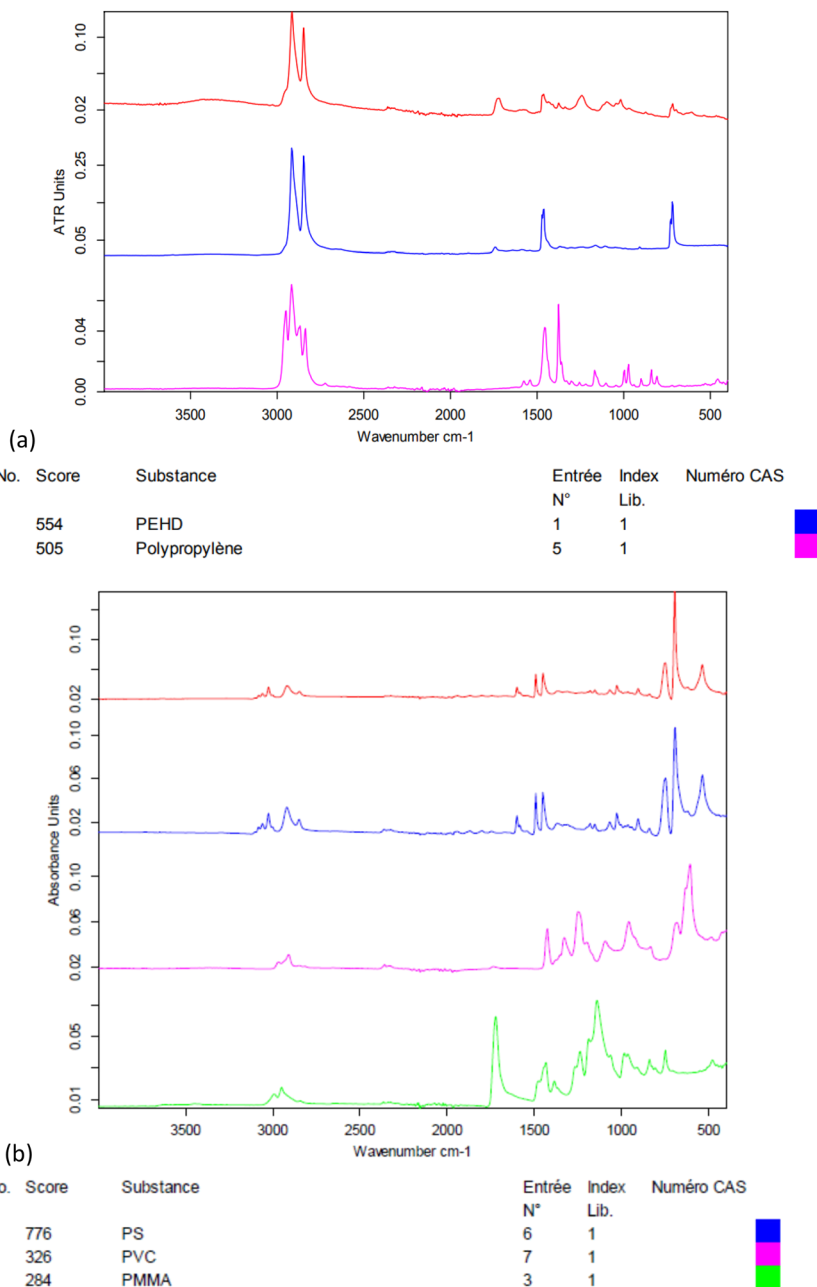 0.10
0.02
0.25
0.05
0.04
0.00
ATR Units
3500 3000 2500 2000 1500 1000 500
Wavenumber cm-1
(a)
No. Score Substance Entrée Index Numéro CAS
N° Lib.
554 PEHD 1 1
505 Polypropylène 5 1
0.10
0.02
0.10
0.06
0.02
0.10
0.06
0.02
0.05
0.01
Absorbance Units
3500 3000 2500 2000 1500 1000 500
Wavenumber cm-1
(b)
o. Score Substance Entrée Index Numéro CAS
N° Lib.
776 PS 6 1
326 PVC 7 1
284 PMMA 3 1